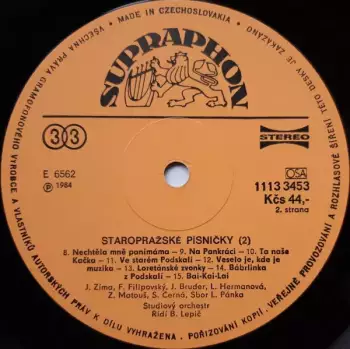 VŠECHNA PRÁVA GRAMOFONOVÉHO VÝROBCE A VLASTNÍKŮ AUTORSKÝCH PRÁV K DÍLU VYHRAŽENA. POŘIZOVÁNÍ KOPIÍ, VEŘEJNÉ PROVOZOVÁNÍ A ROZHLASOVÉ ŠÍŘENÍ TÉTO DESKY JE ZAKÁZÁNO
• MADE IN CZECHOSLOVAKIA •
SUPRAPHON
33
STEREO
E 6562
Ⓟ 1984
OSA
1113 3453
Kčs 44,-
2. strana
STAROPRAŽSKÉ PÍSNIČKY (2)
8. Nechtěla mně panímáma — 9. Na Pankráci — 10. Ta naše
Kačka — 11. Ve starém Podskalí — 12. Veselo je, kde je
muzika — 13. Loretánské zvonky — 14. Bábrlinka
z Podskalí — 15. Bai-Kai-Lai
J. Zíma, F. Filipovský, J. Bruder, L. Hermanová,
Z. Matouš, S. Černá, Sbor L. Pánka
Studiový orchestr
Řídí B. Lepič